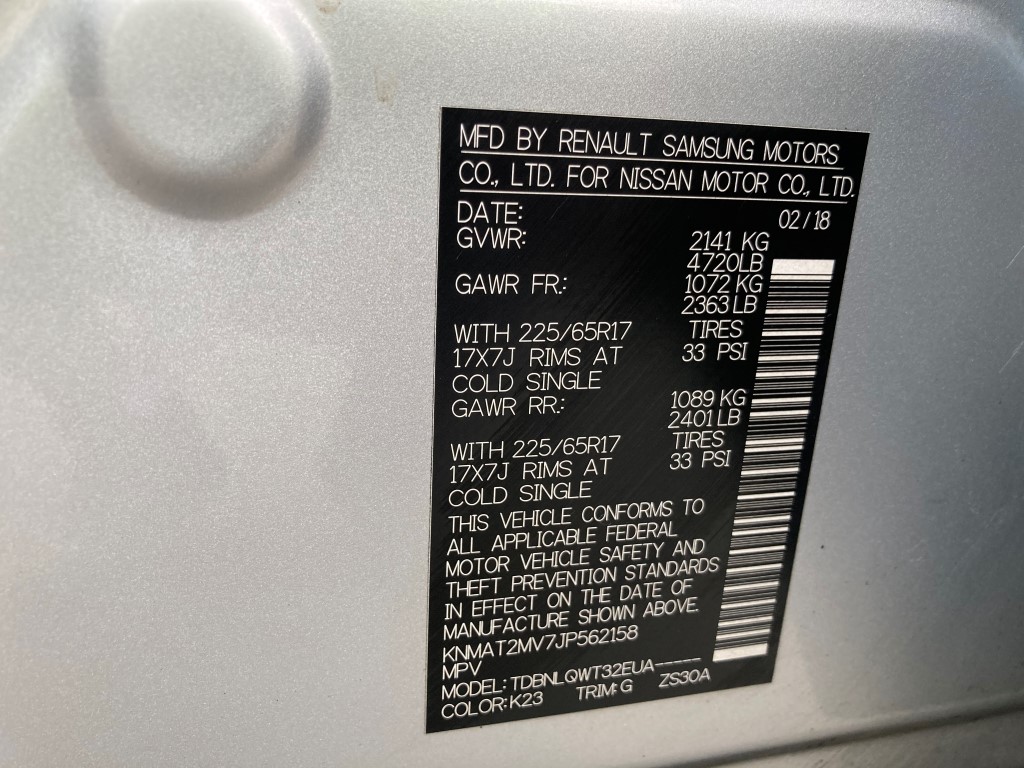 MFD BY RENAULT SAMSUNG MOTORS
CO., LTD. FOR NISSAN MOTOR CO., LTD.
DATE: 02/18
GVWR: 2141 KG
4720LB
GAWR FR.: 1072 KG
2363LB
WITH 225/65R17 TIRES
17X7J RIMS AT 33 PSI
COLD SINGLE
GAWR RR.: 1089 KG
2401LB
WITH 225/65R17 TIRES
17X7J RIMS AT 33 PSI
COLD SINGLE
THIS VEHICLE CONFORMS TO
ALL APPLICABLE FEDERAL
MOTOR VEHICLE SAFETY AND
THEFT PREVENTION STANDARDS
IN EFFECT ON THE DATE OF
MANUFACTURE SHOWN ABOVE.
KNMAT2MV7JP562158
MPV
MODEL: TDBNLQWT32EUA-----
COLOR: K23 TRIM: G ZS30A